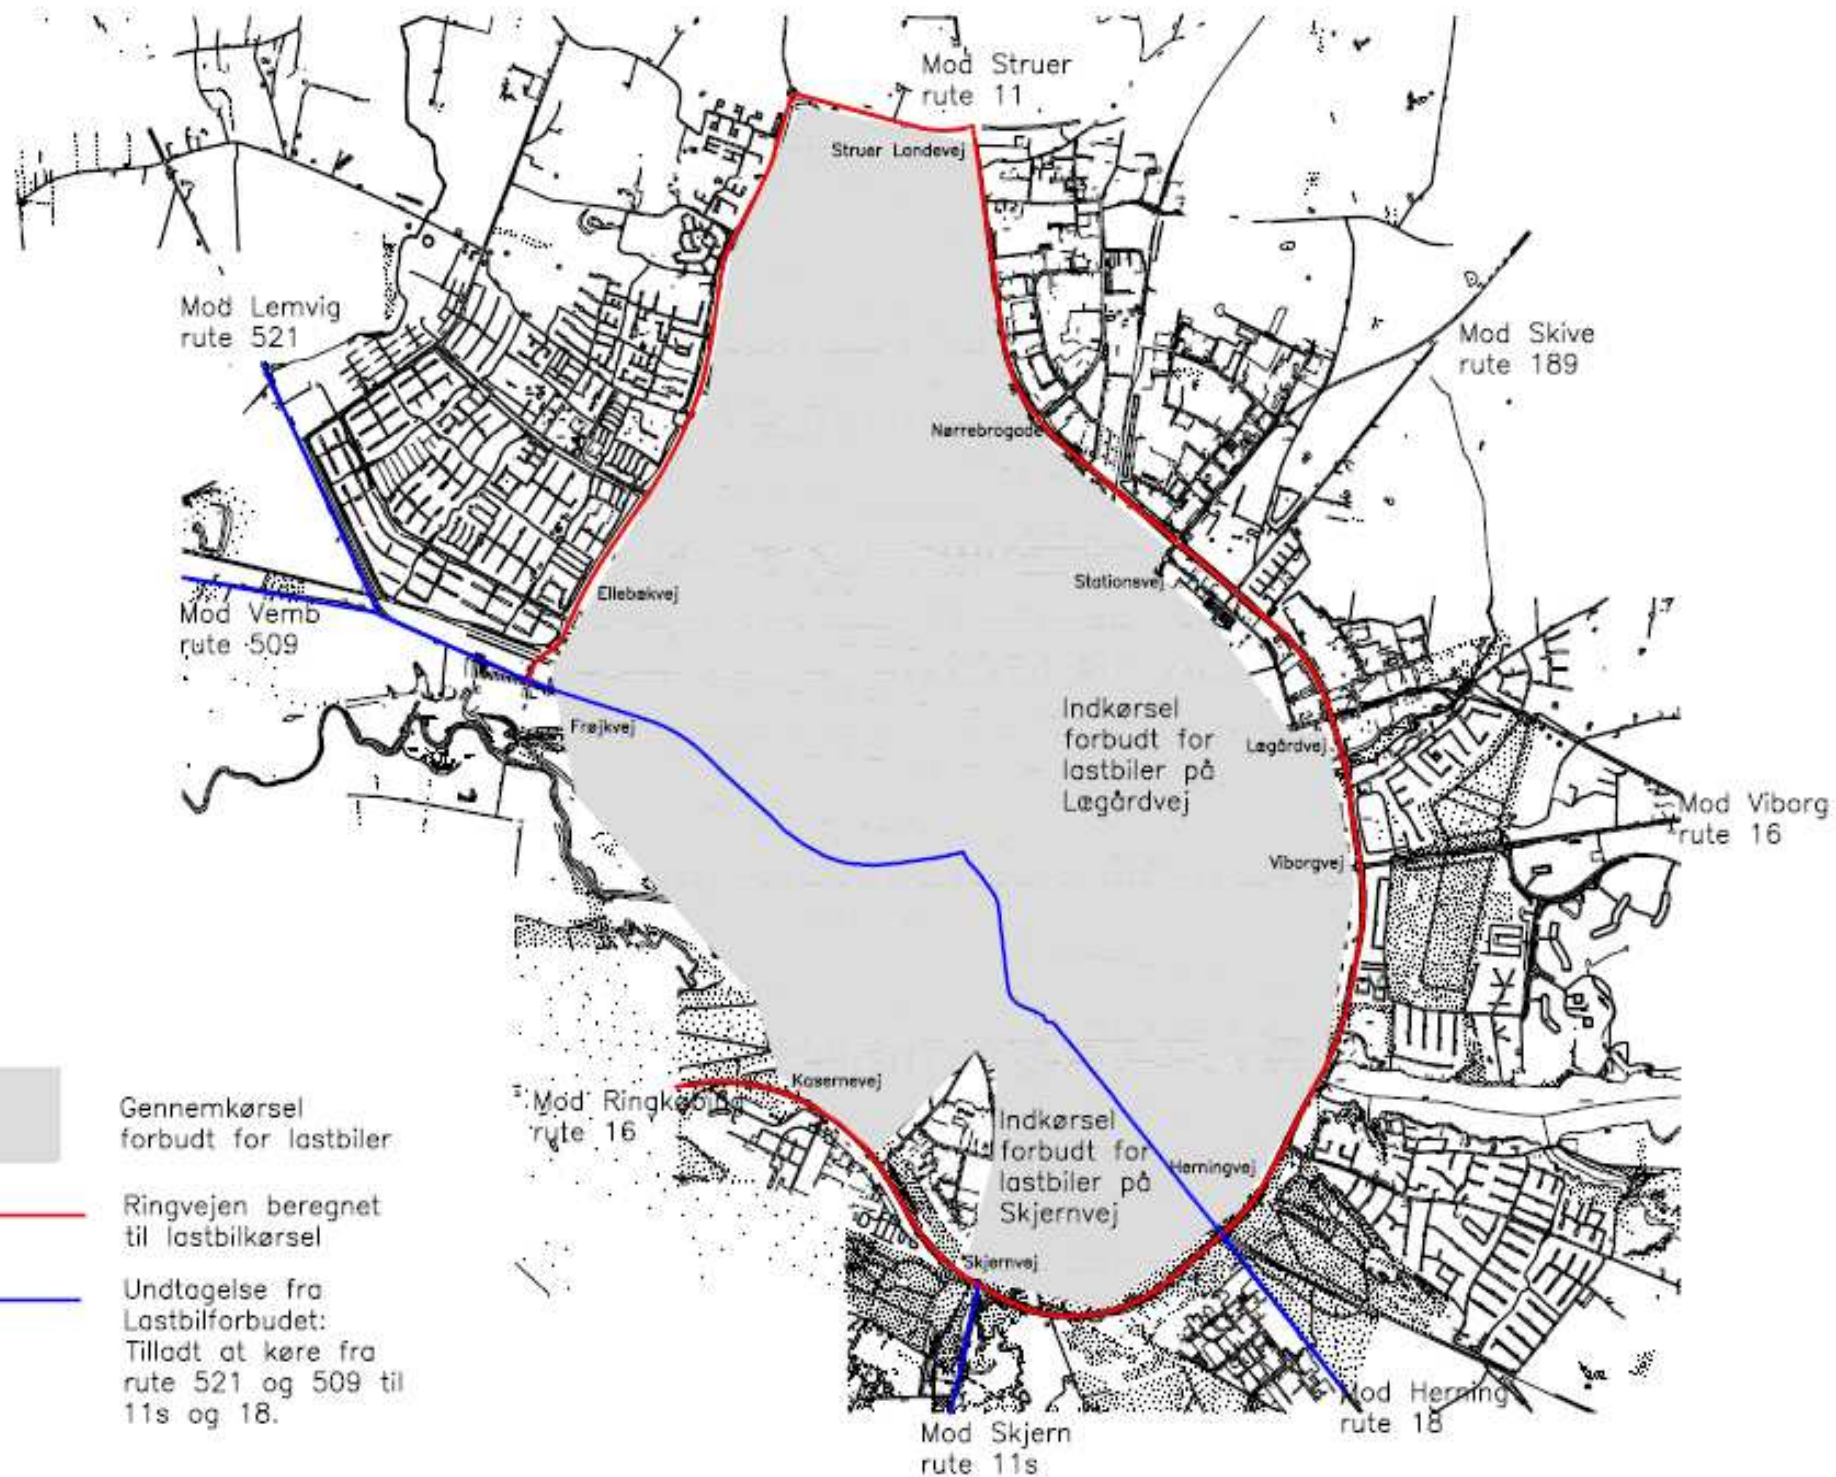 Mod Struer
rute 11
Struer Landevej
Mod Lemvig
rute 521
Mod Skive
rute 189
Nørrebrogade
Stationsvej
Ellebækvej
Mod Vemb
rute 509
Frøjkvej
Indkørsel
forbudt for
lastbiler på
Lægårdvej
Lægårdvej
Mod Viborg
rute 16
Viborgvej
Kasernevej
Mod Ringkøbing
rute 16
Indkørsel
forbudt for
lastbiler på
Skjernvej
Herningvej
Skjernvej
Gennemkørsel
forbudt for lastbiler
Ringvejen beregnet
til lastbilkørsel
Undtagelse fra
Lastbilforbudet:
Tilladt at køre fra
rute 521 og 509 til
11s og 18.
Mod Herning
rute 18
Mod Skjern
rute 11s